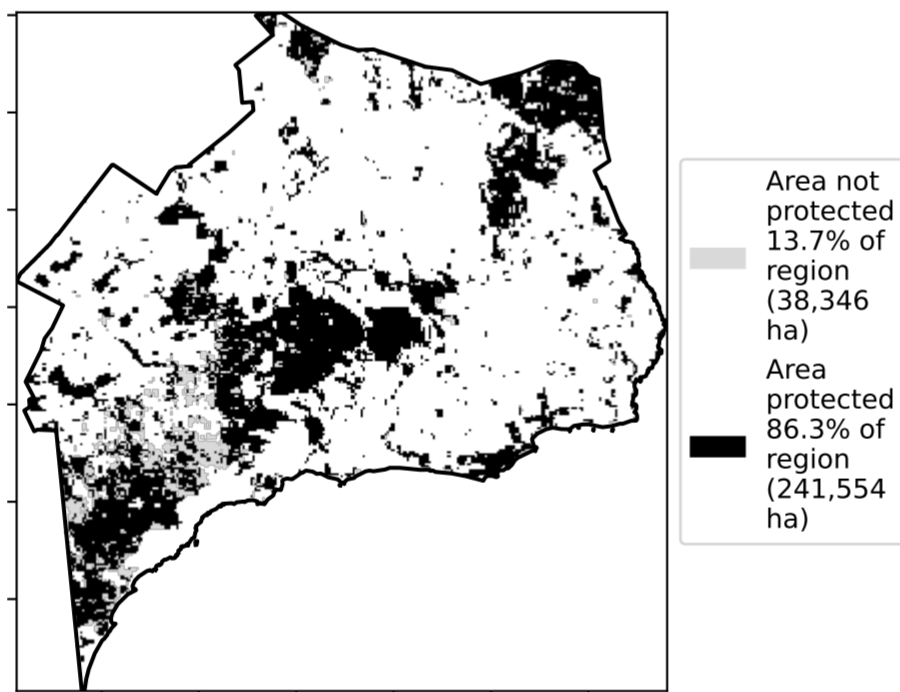 Area not
protected
13.7% of
region
(38,346
ha)
Area
protected
86.3% of
region
(241,554
ha)